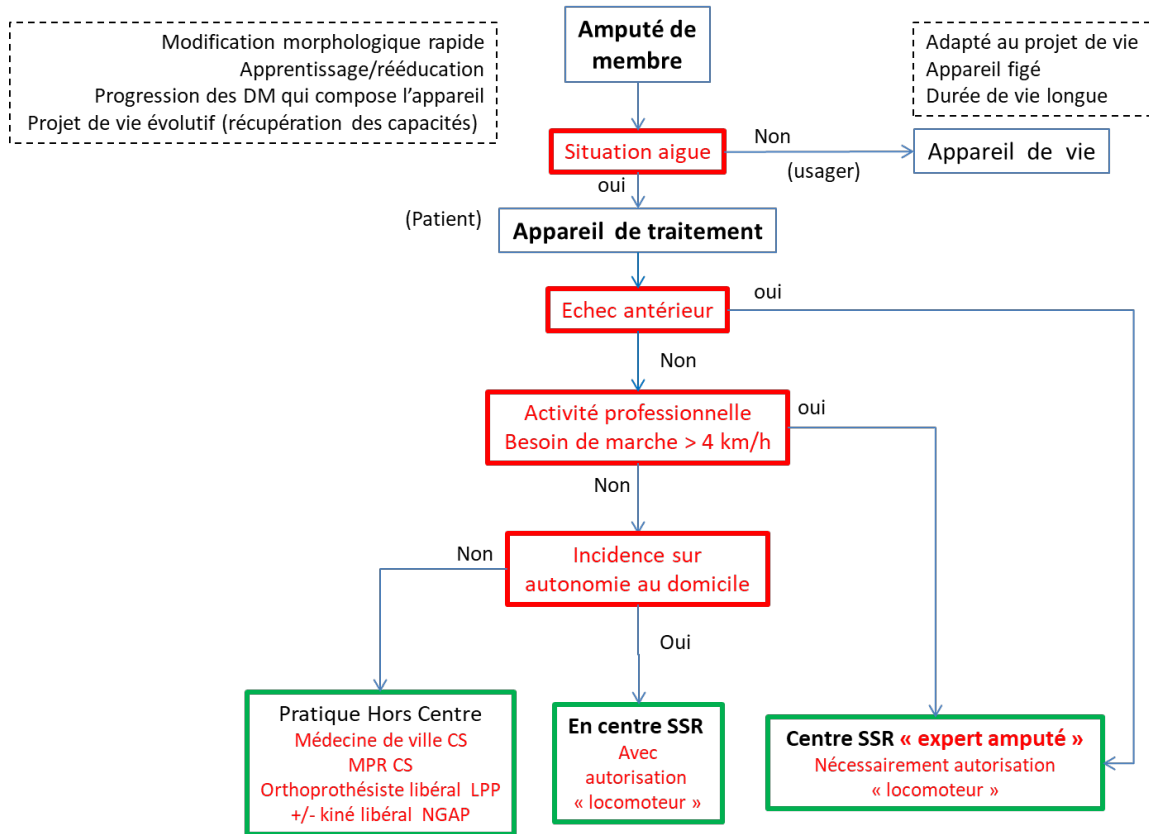 Modification morphologique rapide
Apprentissage/rééducation
Progression des DM qui compose l’appareil
Projet de vie évolutif (récupération des capacités)
Amputé de
membre
Adapté au projet de vie
Appareil figé
Durée de vie longue
Situation aigue
Non
(usager)
Appareil de vie
oui
(Patient)
Appareil de traitement
Echec antérieur
oui
Non
Activité professionnelle
Besoin de marche > 4 km/h
oui
Non
Incidence sur
autonomie au domicile
Non
Oui
Pratique Hors Centre
Médecine de ville CS
MPR CS
Orthoprothésiste libéral LPP
+/- kiné libéral NGAP
En centre SSR
Avec
autorisation
« locomoteur »
Centre SSR « expert amputé »
Nécessairement autorisation
« locomoteur »